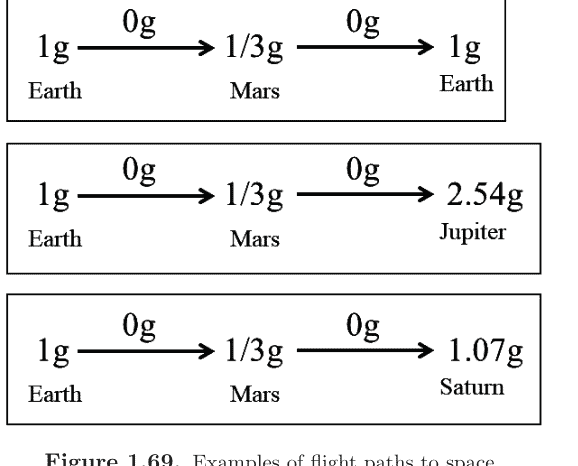 0g 0g
1g 1/3g 1g
Earth Mars Earth
0g 0g
1g 1/3g 2.54g
Earth Mars Jupiter
0g 0g
1g 1/3g 1.07g
Earth Mars Saturn
Figure 1.69. Examples of flight paths to space